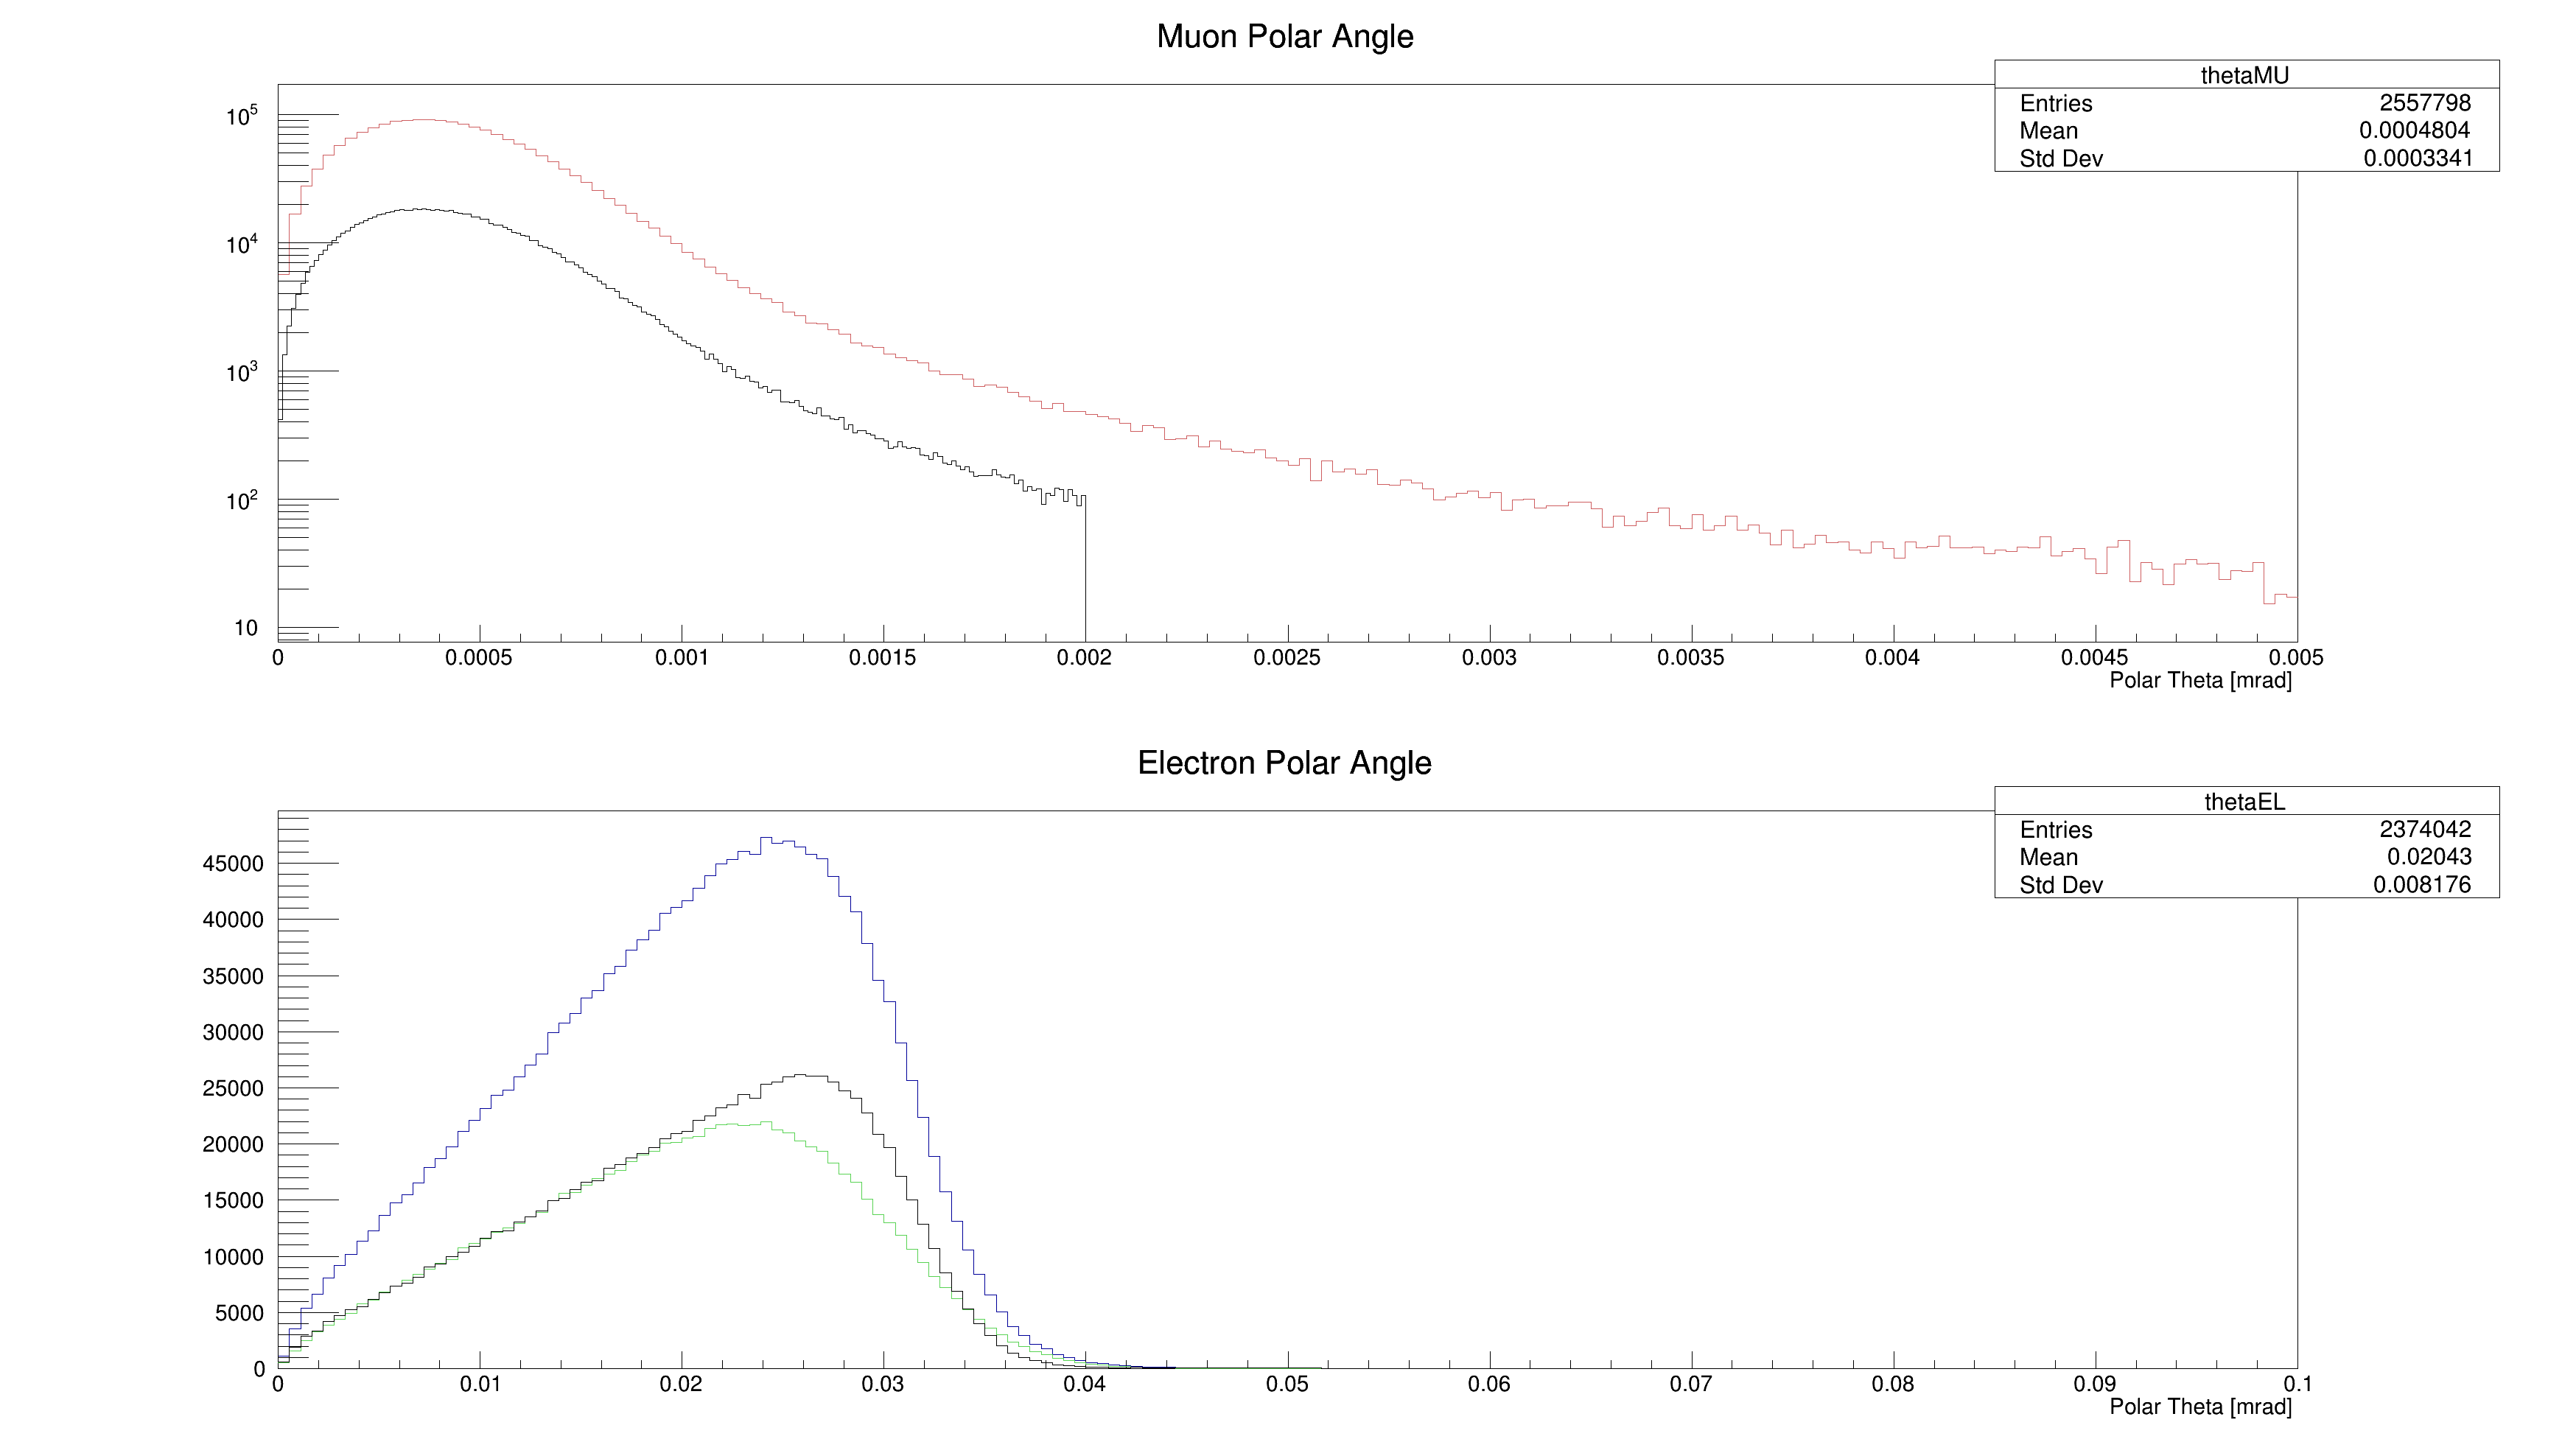 Muon Polar Angle
thetaMU
Entries 2557798
Mean 0.0004804
Std Dev 0.0003341
10^5
10^4
10^3
10^2
10
0 0.0005 0.001 0.0015 0.002 0.0025 0.003 0.0035 0.004 0.0045 0.005
Polar Theta [mrad]
Electron Polar Angle
thetaEL
Entries 2374042
Mean 0.02043
Std Dev 0.008176
45000
40000
35000
30000
25000
20000
15000
10000
5000
0
0 0.01 0.02 0.03 0.04 0.05 0.06 0.07 0.08 0.09 0.1
Polar Theta [mrad]